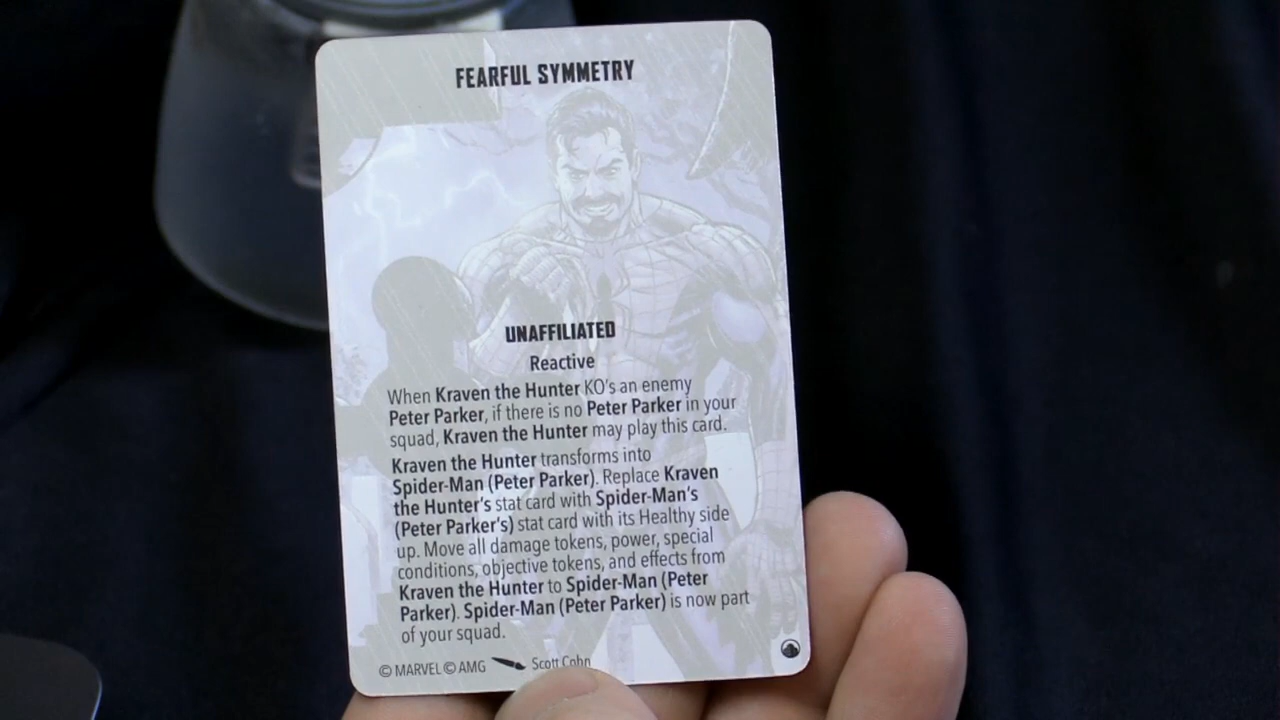 FEARFUL SYMMETRY
UNAFFILIATED
Reactive
When Kraven the Hunter KO's an enemy
Peter Parker, if there is no Peter Parker in your
squad, Kraven the Hunter may play this card.
Kraven the Hunter transforms into
Spider-Man (Peter Parker). Replace Kraven
the Hunter's stat card with Spider-Man's
(Peter Parker's) stat card with its Healthy side
up. Move all damage tokens, power, special
conditions, objective tokens, and effects from
Kraven the Hunter to Spider-Man (Peter
Parker). Spider-Man (Peter Parker) is now part
of your squad.
© MARVEL © AMG Scott Cohn